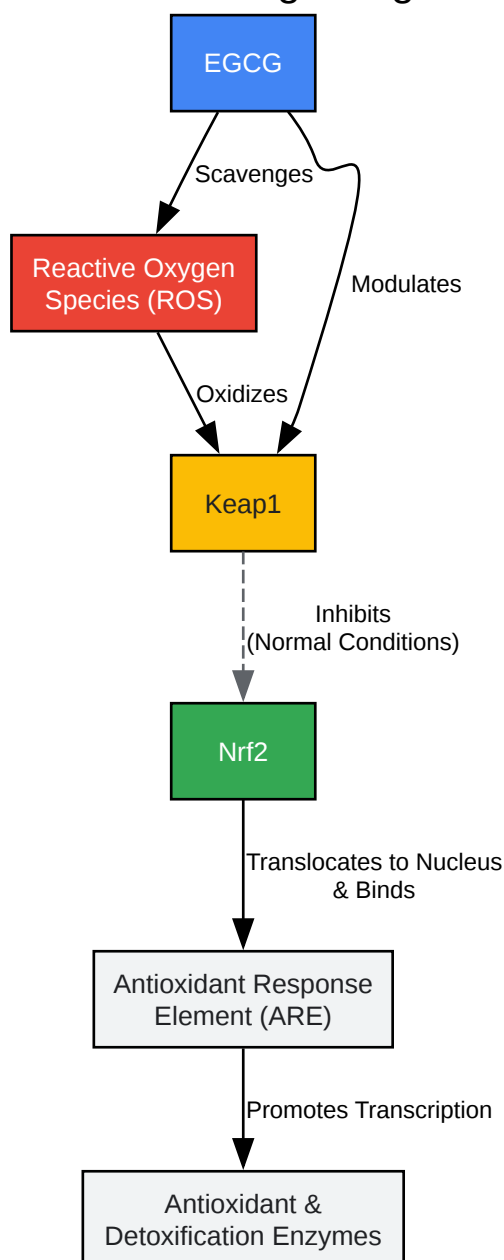 EGCG
Scavenges
Reactive Oxygen
Species (ROS)
Modulates
Oxidizes
Keap1
Inhibits
(Normal Conditions)
Nrf2
Translocates to Nucleus
& Binds
Antioxidant Response
Element (ARE)
Promotes Transcription
Antioxidant &
Detoxification Enzymes